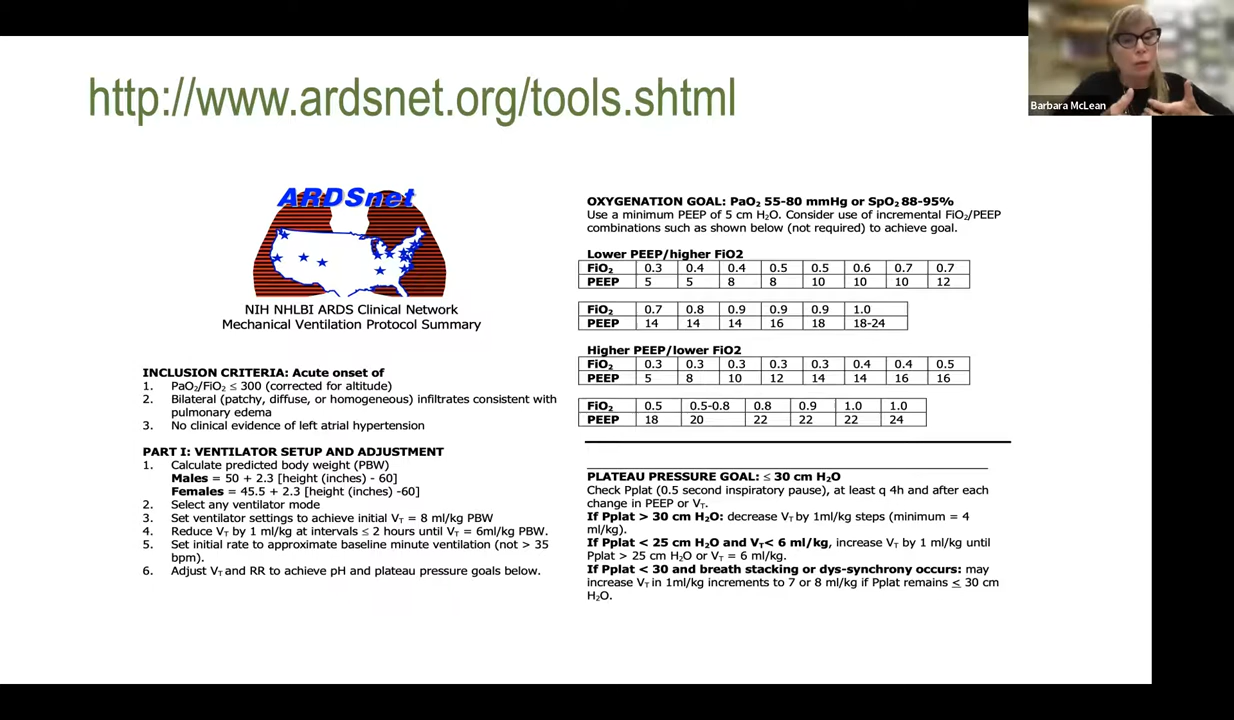 http://www.ardsnet.org/tools.shtml
Barbara McLean
ARDSnet
NIH NHLBI ARDS Clinical Network
Mechanical Ventilation Protocol Summary
INCLUSION CRITERIA: Acute onset of
1. PaO₂/FiO₂ ≤ 300 (corrected for altitude)
2. Bilateral (patchy, diffuse, or homogeneous) infiltrates consistent with
pulmonary edema
3. No clinical evidence of left atrial hypertension
PART I: VENTILATOR SETUP AND ADJUSTMENT
1. Calculate predicted body weight (PBW)
Males = 50 + 2.3 [height (inches) - 60]
Females = 45.5 + 2.3 [height (inches) -60]
2. Select any ventilator mode
3. Set ventilator settings to achieve initial V_T = 8 ml/kg PBW
4. Reduce V_T by 1 ml/kg at intervals ≤ 2 hours until V_T = 6ml/kg PBW.
5. Set initial rate to approximate baseline minute ventilation (not > 35
bpm).
6. Adjust V_T and RR to achieve pH and plateau pressure goals below.
OXYGENATION GOAL: PaO₂ 55-80 mmHg or SpO₂ 88-95%
Use a minimum PEEP of 5 cm H₂O. Consider use of incremental FiO₂/PEEP
combinations such as shown below (not required) to achieve goal.
Lower PEEP/higher FiO2
FiO₂ 0.3 0.4 0.4 0.5 0.5 0.6 0.7 0.7
PEEP 5 5 8 8 10 10 10 12
FiO₂ 0.7 0.8 0.9 0.9 0.9 1.0
PEEP 14 14 14 16 18 18-24
Higher PEEP/lower FiO2
FiO₂ 0.3 0.3 0.3 0.3 0.3 0.4 0.4 0.5
PEEP 5 8 10 12 14 14 16 16
FiO₂ 0.5 0.5-0.8 0.8 0.9 1.0 1.0
PEEP 18 20 22 22 22 24
PLATEAU PRESSURE GOAL: ≤ 30 cm H₂O
Check Pplat (0.5 second inspiratory pause), at least q 4h and after each
change in PEEP or V_T.
If Pplat > 30 cm H₂O: decrease V_T by 1ml/kg steps (minimum = 4
ml/kg).
If Pplat < 25 cm H₂O and V_T < 6 ml/kg, increase V_T by 1 ml/kg until
Pplat > 25 cm H₂O or V_T = 6 ml/kg.
If Pplat < 30 and breath stacking or dys-synchrony occurs: may
increase V_T in 1ml/kg increments to 7 or 8 ml/kg if Pplat remains ≤ 30 cm
H₂O.